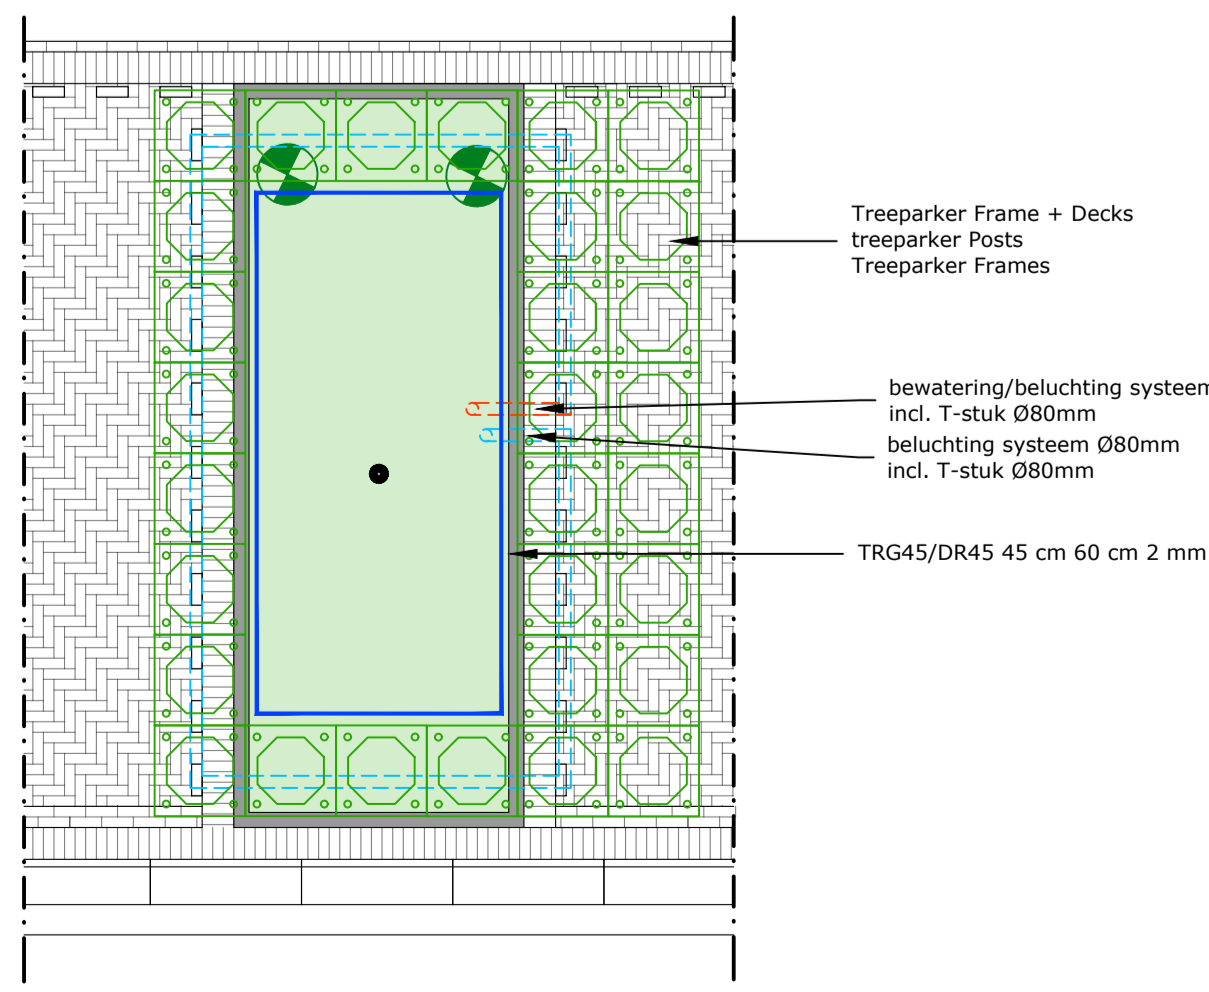 Treeparker Frame + Decks
treeparker Posts
Treeparker Frames
bewatering/beluchting systeem
incl. T-stuk Ø80mm
beluchting systeem Ø80mm
incl. T-stuk Ø80mm
TRG45/DR45 45 cm 60 cm 2 mm